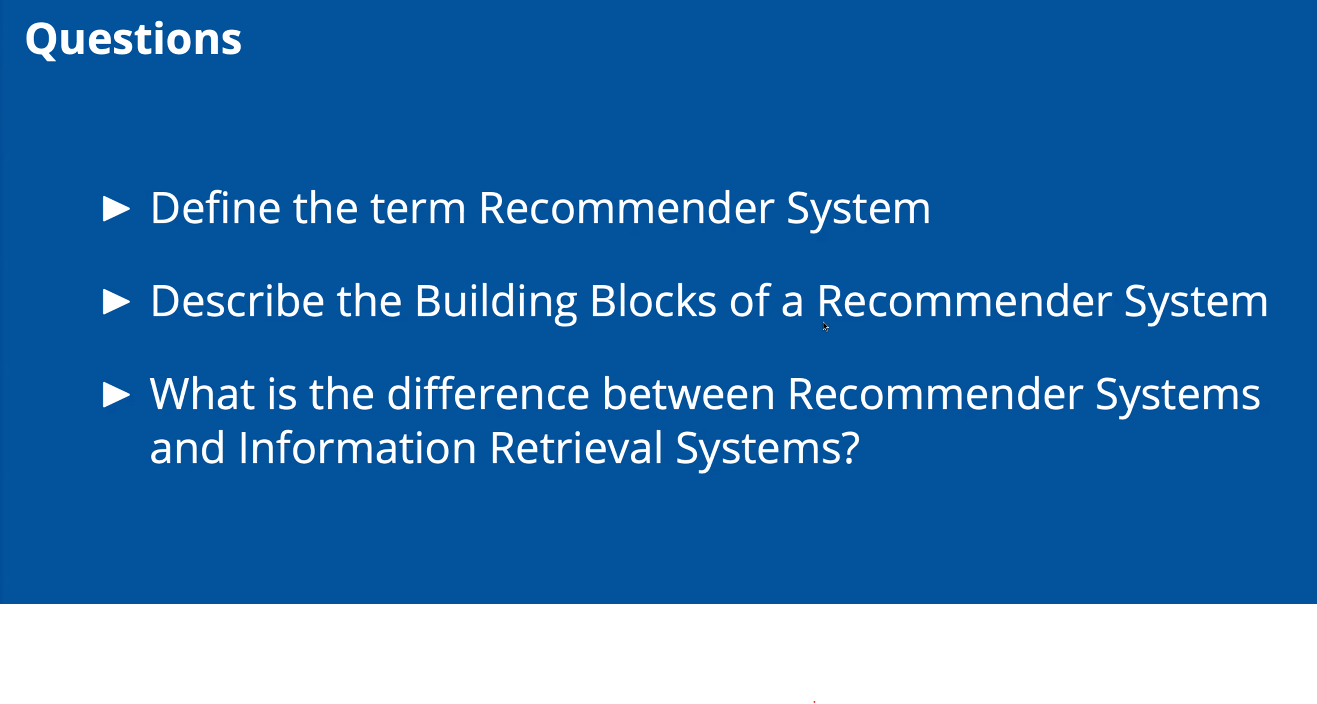 Questions
► Define the term Recommender System
► Describe the Building Blocks of a Recommender System
► What is the difference between Recommender Systems
and Information Retrieval Systems?